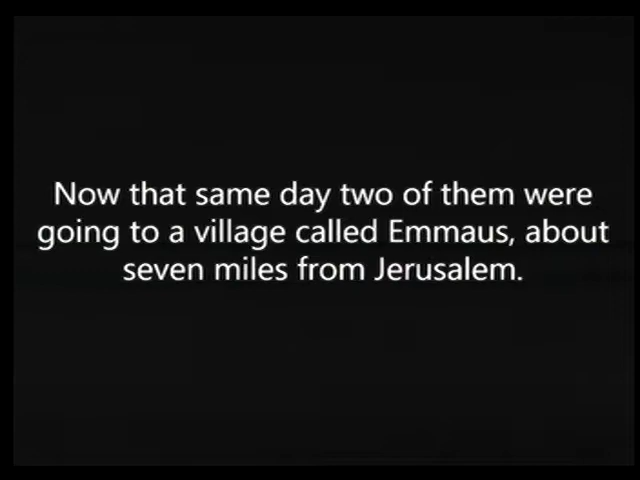 Now that same day two of them were
going to a village called Emmaus, about
seven miles from Jerusalem.